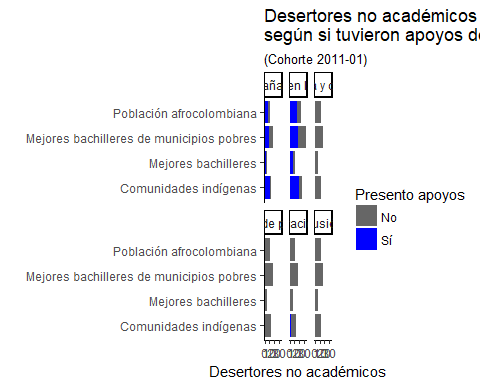 Desertores no académicos
según si tuvieron apoyos
(Cohorte 2011-01)
en
y
Población afrocolombiana
Mejores bachilleres de municipios pobres
Mejores bachilleres
Comunidades indígenas
Presento apoyos
No
Sí
de
Población afrocolombiana
Mejores bachilleres de municipios pobres
Mejores bachilleres
Comunidades indígenas
Desertores no académicos